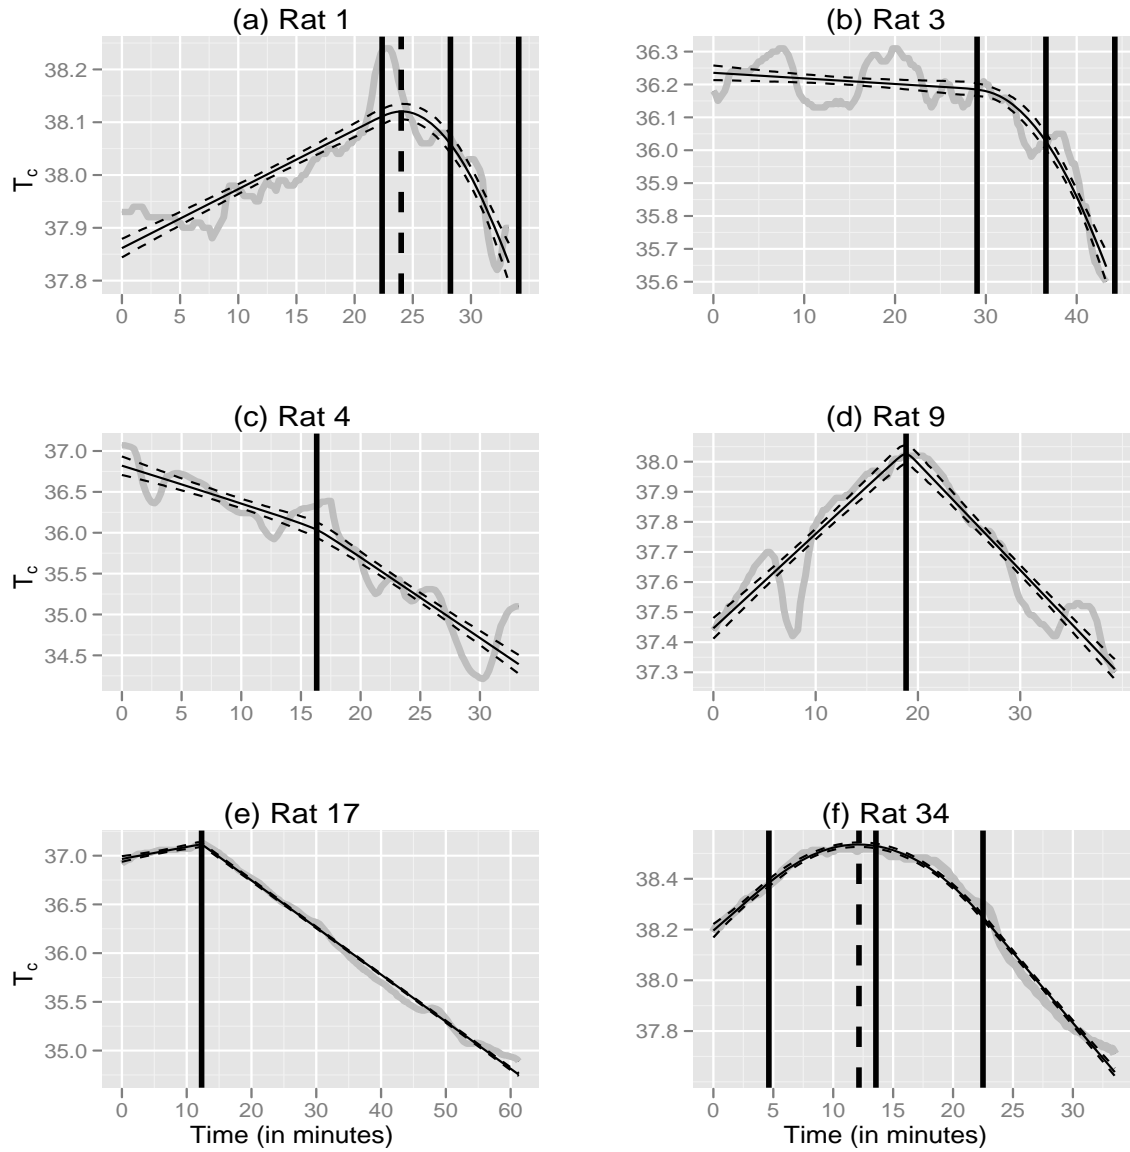 (a) Rat 1
38.2
38.1
38.0
37.9
37.8
Tc
0 5 10 15 20 25 30
(b) Rat 3
36.3
36.2
36.1
36.0
35.9
35.8
35.7
35.6
0 10 20 30 40
(c) Rat 4
37.0
36.5
36.0
35.5
35.0
34.5
Tc
0 5 10 15 20 25 30
(d) Rat 9
38.0
37.9
37.8
37.7
37.6
37.5
37.4
37.3
0 10 20 30
(e) Rat 17
37.0
36.5
36.0
35.5
35.0
Tc
0 10 20 30 40 50 60
Time (in minutes)
(f) Rat 34
38.4
38.2
38.0
37.8
0 5 10 15 20 25 30
Time (in minutes)